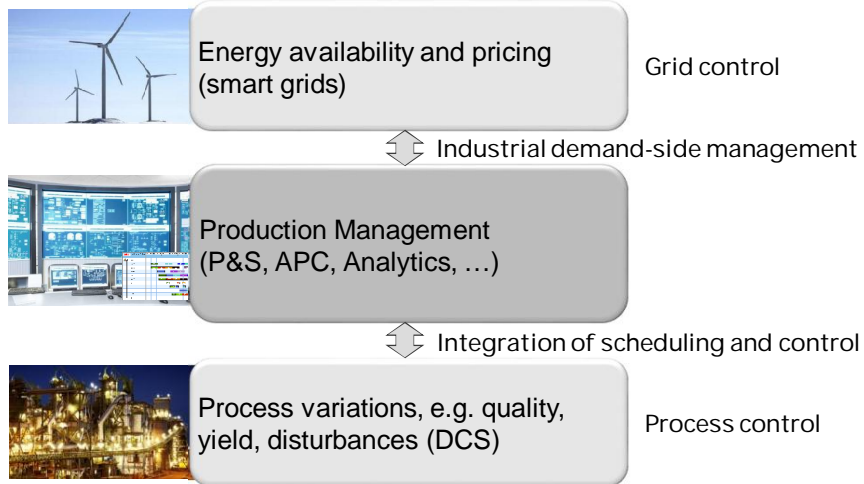 Energy availability and pricing
(smart grids)
Grid control
Industrial demand-side management
Production Management
(P&S, APC, Analytics, …)
Integration of scheduling and control
Process variations, e.g. quality,
yield, disturbances (DCS)
Process control